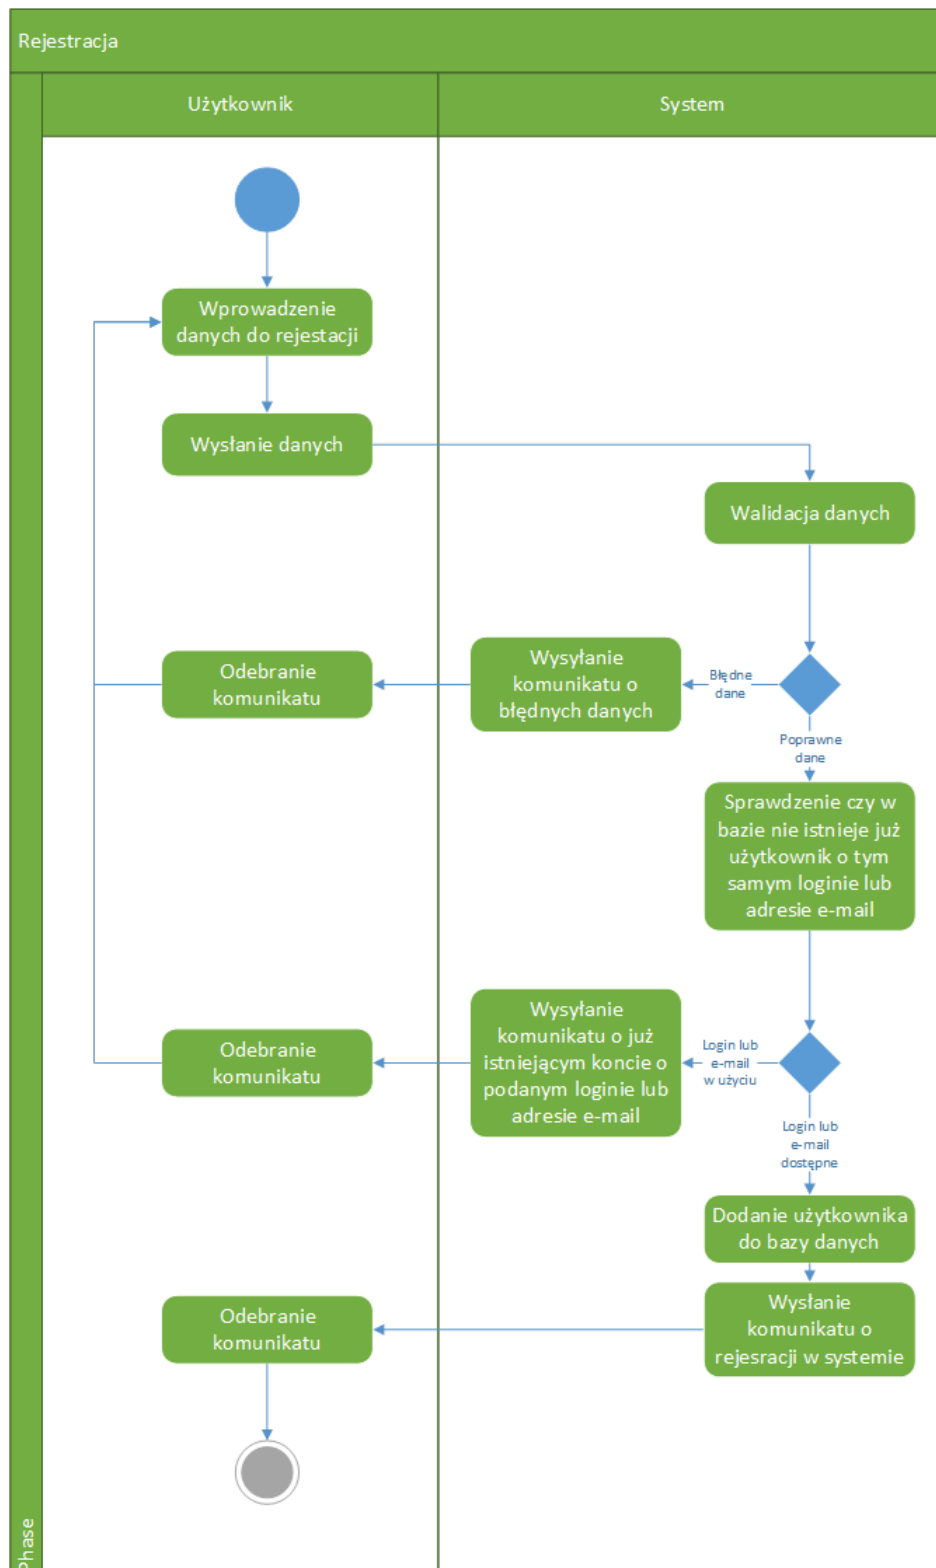 Rejestracja
Użytkownik
System
Wprowadzenie
danych do rejestacji
Wysłanie danych
Walidacja danych
Odebranie
komunikatu
Wysyłanie
komunikatu o
błędnych danych
Błędne
dane
Poprawne
dane
Sprawdzenie czy w
bazie nie istnieje już
użytkownik o tym
samym loginie lub
adresie e-mail
Odebranie
komunikatu
Wysyłanie
komunikatu o już
istniejącym koncie o
podanym loginie lub
adresie e-mail
Login lub
e-mail
w użyciu
Login lub
e-mail
dostępne
Dodanie użytkownika
do bazy danych
Odebranie
komunikatu
Wysłanie
komunikatu o
rejesracji w systemie
Phase